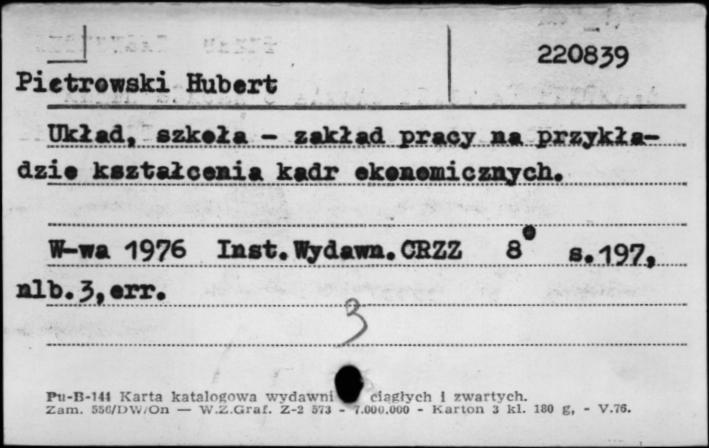 220839
Pietrowski Hubert
Układ, szkoła - zakład pracy na przykła-
dzie kształcenia kadr ekonomicznych.
W-wa 1976 Inst.Wydawn.CRZZ 8° s.197,
nlb.3,err.
3
Pu-B-144 Karta katalogowa wydawni ciągłych i zwartych.
Zam. 556/DW/On — W.Z.Graf. Z-2 573 - 7.000.000 - Karton 3 kl. 180 g, - V.76.